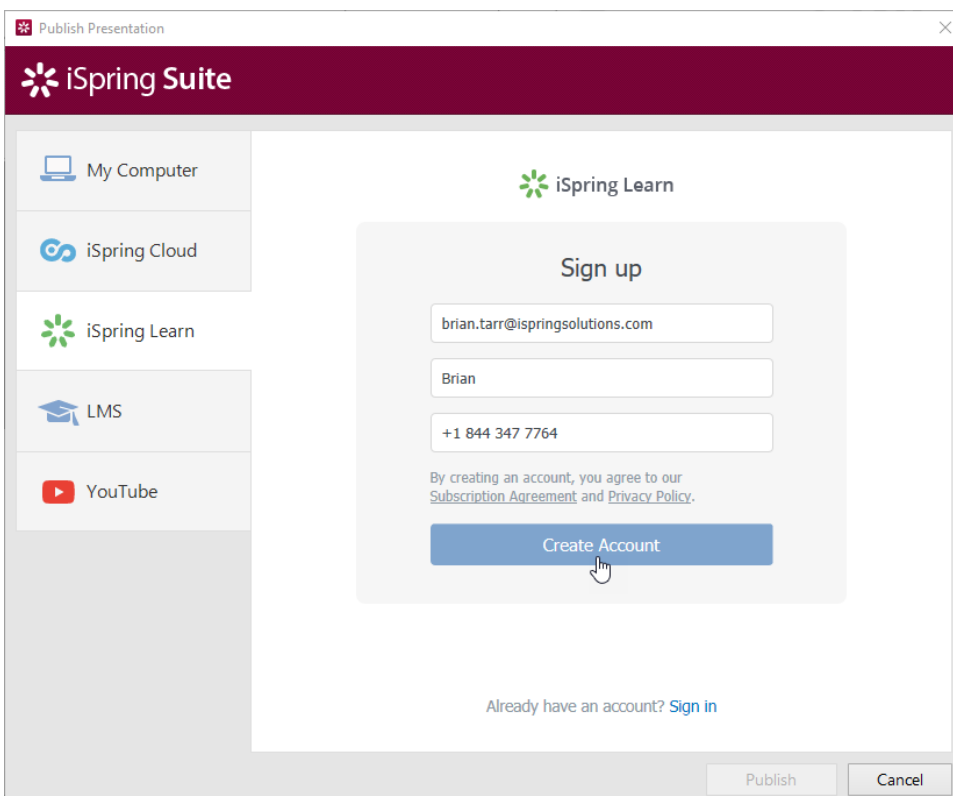 Publish Presentation
iSpring Suite
My Computer
iSpring Cloud
iSpring Learn
LMS
YouTube
iSpring Learn
Sign up
brian.tarr@ispringsolutions.com
Brian
+1 844 347 7764
By creating an account, you agree to our
Subscription Agreement and Privacy Policy.
Create Account
Already have an account? Sign in
Publish
Cancel